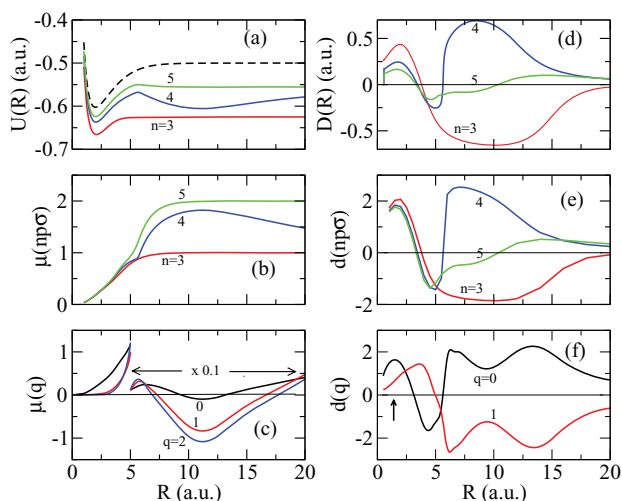 (a)
U(R) (a.u.)
-0.5
-0.6
-0.7
5
4
n=3
(d)
D(R) (a.u.)
0.5
0
-0.5
4
5
n=3
(b)
μ(npσ)
2
1
0
5
4
n=3
(e)
d(npσ)
2
0
-2
4
5
n=3
(c)
μ(q)
1
0
-1
x 0.1
0
1
q=2
0 5 10 15 20
R (a.u.)
(f)
d(q)
2
0
-2
q=0
1
0 5 10 15 20
R (a.u.)